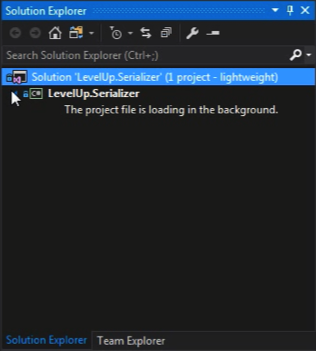 Solution Explorer
Search Solution Explorer (Ctrl+;)
Solution 'LevelUp.Serializer' (1 project - lightweight)
C# LevelUp.Serializer
The project file is loading in the background.
Solution Explorer Team Explorer